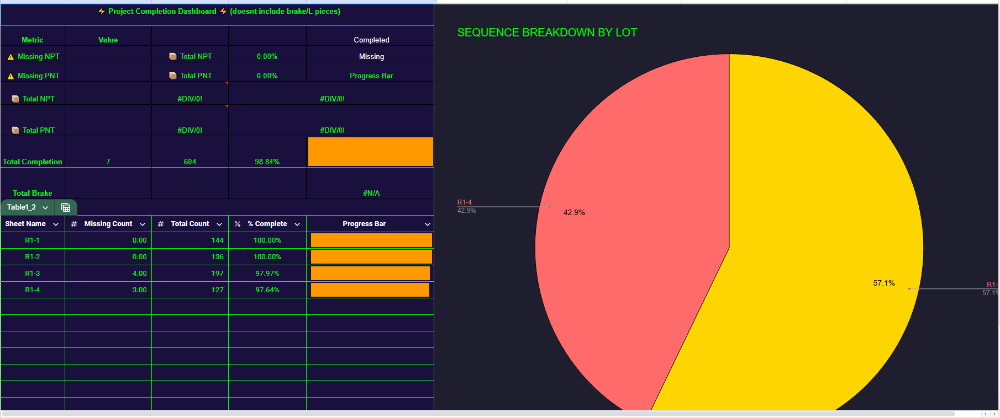 ⚡ Project Completion Dashboard ⚡ (doesnt include brake/L pieces)
Metric Value Completed
⚠️ Missing NPT 📦 Total NPT 0.00% Missing
⚠️ Missing PNT 📦 Total PNT 0.00% Progress Bar
📦 Total NPT #DIV/0! #DIV/0!
📦 Total PNT #DIV/0! #DIV/0!
Total Completion 7 604 98.84%
Total Brake #N/A
Table1_2
Sheet Name # Missing Count # Total Count % % Complete Progress Bar
R1-1 0.00 144 100.00%
R1-2 0.00 136 100.00%
R1-3 4.00 197 97.97%
R1-4 3.00 127 97.64%
SEQUENCE BREAKDOWN BY LOT
R1-4
42.9%
42.9%
57.1%
57.1%